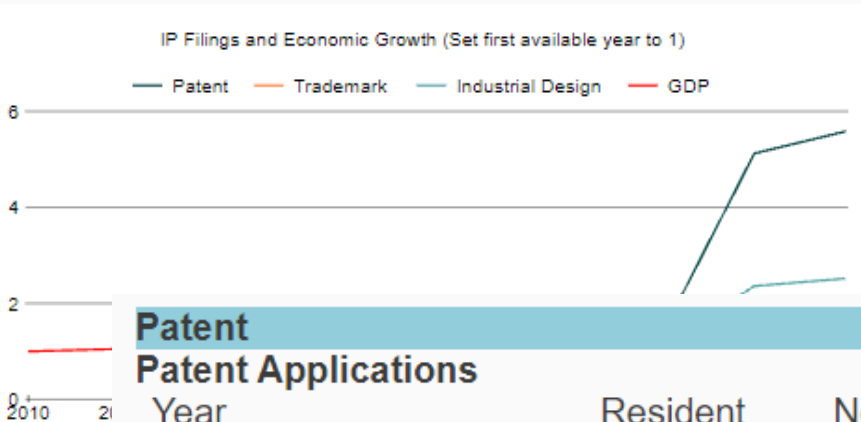 IP Filings and Economic Growth (Set first available year to 1)
Patent Trademark Industrial Design GDP
6
4
2
0
2010
Patent
Patent Applications
Year Resident